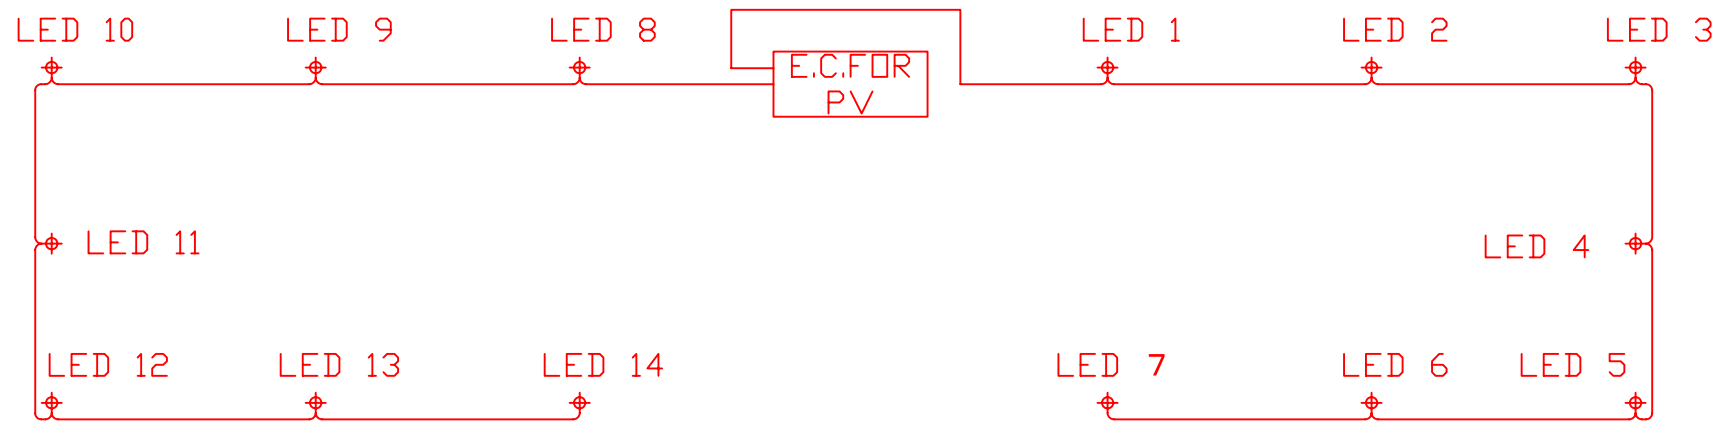 LED 10
LED 9
LED 8
LED 1
LED 2
LED 3
E.C.FOR
PV
LED 11
LED 4
LED 12
LED 13
LED 14
LED 7
LED 6
LED 5